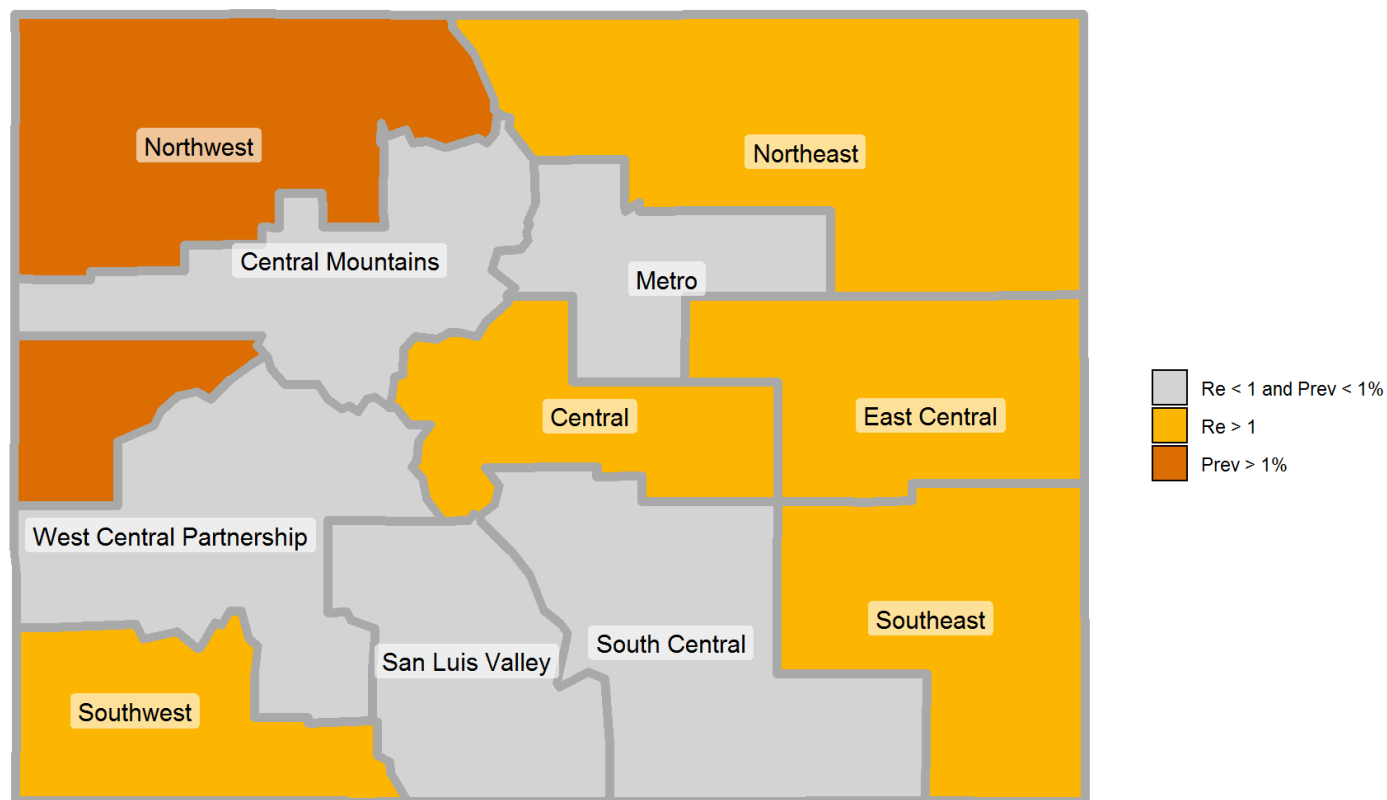 Northwest
Northeast
Central Mountains
Metro
Central
East Central
West Central Partnership
Southeast
South Central
San Luis Valley
Southwest
Re < 1 and Prev < 1%
Re > 1
Prev > 1%